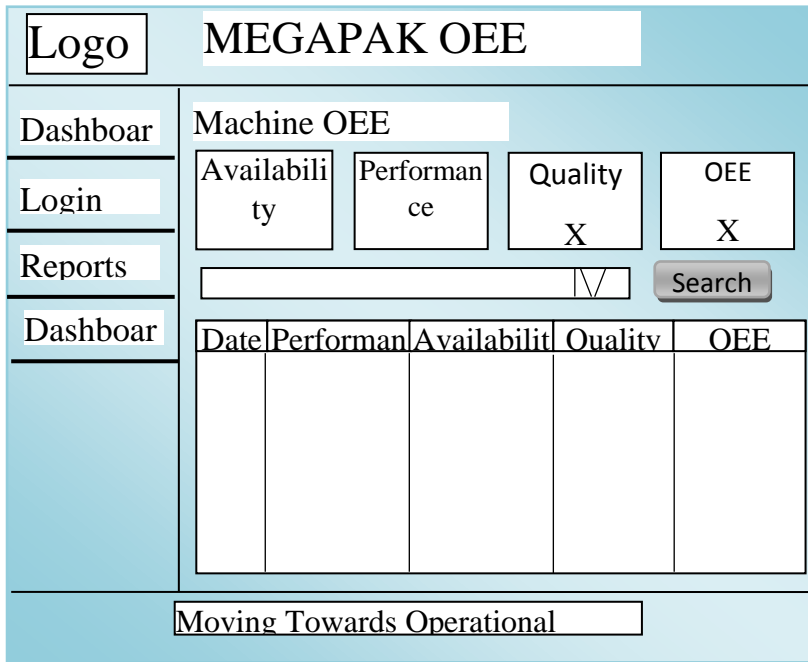 Logo
MEGAPAK OEE
Dashboar
Login
Reports
Dashboar
Machine OEE
Availabili
ty
Performan
ce
Quality
X
OEE
X
Search
Date Performan Availabilit Quality OEE
Moving Towards Operational